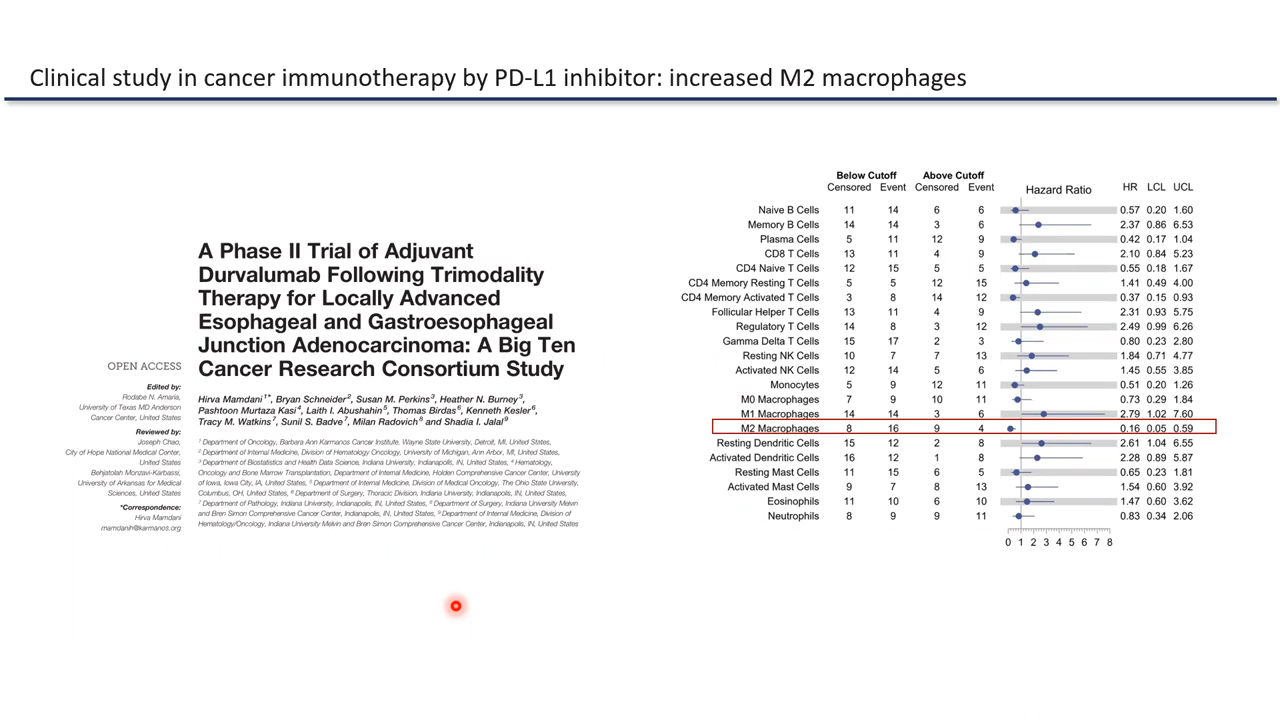 Clinical study in cancer immunotherapy by PD-L1 inhibitor: increased M2 macrophages
A Phase II Trial of Adjuvant
Durvalumab Following Trimodality
Therapy for Locally Advanced
Esophageal and Gastroesophageal
Junction Adenocarcinoma: A Big Ten
Cancer Research Consortium Study
OPEN ACCESS
Edited by:
Rodabe N. Amaria,
University of Texas MD Anderson
Cancer Center, United States
Reviewed by:
Joseph Chao,
City of Hope National Medical Center,
United States
Behjatolah Monzavi-Karbassi,
University of Arkansas for Medical
Sciences, United States
*Correspondence:
Hirva Mamdani
mamdanih@karmanos.org
Hirva Mamdani 1*, Bryan Schneider 2, Susan M. Perkins 3, Heather N. Burney 3,
Pashtoon Murtaza Kasi 4, Laith I. Abushahin 5, Thomas Birdas 6, Kenneth Kesler 6,
Tracy M. Watkins 7, Sunil S. Badve 7, Milan Radovich 8 and Shadia I. Jalal 9
1 Department of Oncology, Barbara Ann Karmanos Cancer Institute, Wayne State University, Detroit, MI, United States,
2 Department of Internal Medicine, Division of Hematology Oncology, University of Michigan, Ann Arbor, MI, United States,
3 Department of Biostatistics and Health Data Science, Indiana University, Indianapolis, IN, United States, 4 Hematology,
Oncology and Bone Marrow Transplantation, Department of Internal Medicine, Holden Comprehensive Cancer Center, University
of Iowa, Iowa City, IA, United States, 5 Department of Internal Medicine, Division of Medical Oncology, The Ohio State University,
Columbus, OH, United States, 6 Department of Surgery, Thoracic Division, Indiana University, Indianapolis, IN, United States,
7 Department of Pathology, Indiana University, Indianapolis, IN, United States, 8 Department of Surgery, Indiana University Melvin
and Bren Simon Comprehensive Cancer Center, Indianapolis, IN, United States, 9 Department of Internal Medicine, Division of
Hematology/Oncology, Indiana University Melvin and Bren Simon Comprehensive Cancer Center, Indianapolis, IN, United States
Below Cutoff Above Cutoff
Censored Event Censored Event Hazard Ratio HR LCL UCL
Naive B Cells 11 14 6 6 0.57 0.20 1.60
Memory B Cells 14 14 3 6 2.37 0.86 6.53
Plasma Cells 5 11 12 9 0.42 0.17 1.04
CD8 T Cells 13 11 4 9 2.10 0.84 5.23
CD4 Naive T Cells 12 15 5 5 0.55 0.18 1.67
CD4 Memory Resting T Cells 5 5 12 15 1.41 0.49 4.00
CD4 Memory Activated T Cells 3 8 14 12 0.37 0.15 0.93
Follicular Helper T Cells 13 11 4 9 2.31 0.93 5.75
Regulatory T Cells 14 8 3 12 2.49 0.99 6.26
Gamma Delta T Cells 15 17 2 3 0.80 0.23 2.80
Resting NK Cells 10 7 7 13 1.84 0.71 4.77
Activated NK Cells 12 14 5 6 1.45 0.55 3.85
Monocytes 5 9 12 11 0.51 0.20 1.26
M0 Macrophages 7 9 10 11 0.73 0.29 1.84
M1 Macrophages 14 14 3 6 2.79 1.02 7.60
M2 Macrophages 8 16 9 4 0.16 0.05 0.59
Resting Dendritic Cells 15 12 2 8 2.61 1.04 6.55
Activated Dendritic Cells 16 12 1 8 2.28 0.89 5.87
Resting Mast Cells 11 15 6 5 0.65 0.23 1.81
Activated Mast Cells 9 7 8 13 1.54 0.60 3.92
Eosinophils 11 10 6 10 1.47 0.60 3.62
Neutrophils 8 9 9 11 0.83 0.34 2.06
0 1 2 3 4 5 6 7 8